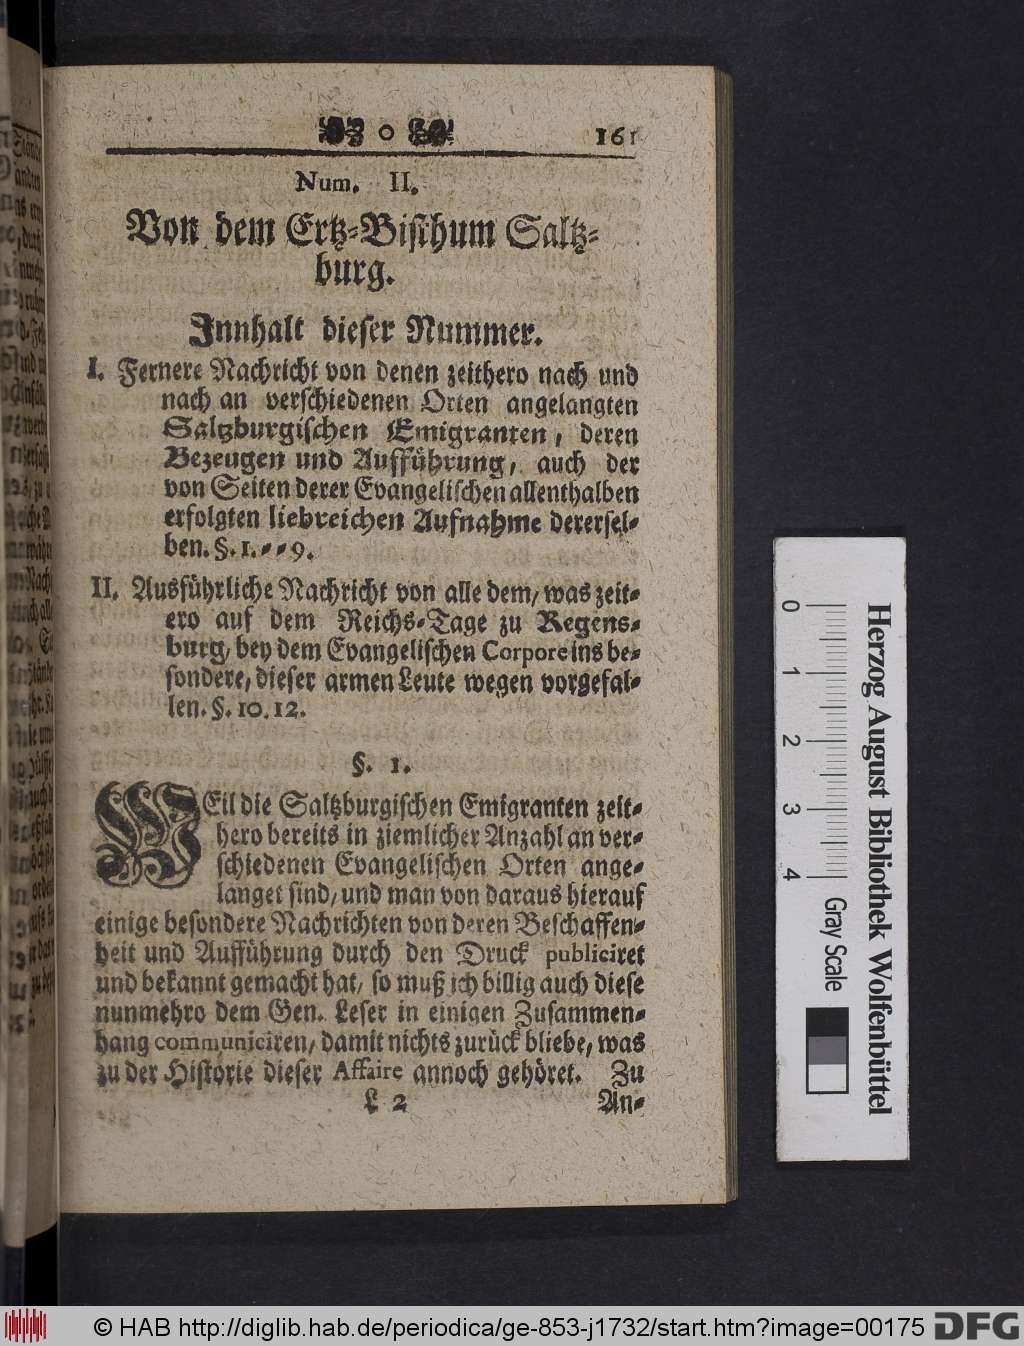 o 161
Num. II.
Von dem Ertz-Bisthum Saltz-
burg.
Innhalt dieser Nummer.
I. Fernere Nachricht von denen zeithero nach und
nach an verschiedenen Orten angelangten
Saltzburgischen Emigranten, deren
Bezeugen und Aufführung, auch der
von Seiten derer Evangelischen allenthalben
erfolgten liebreichen Aufnahme dererselb-
ben. §. 1. - - 9.
II. Ausführliche Nachricht von alle dem, was zeit-
ero auf dem Reichs-Tage zu Regens-
burg, bey dem Evangelischen Corpore ins be-
sondere, dieser armen Leute wegen vorgefal-
len. §. 10. 12.
§. 1.
WEil die Saltzburgischen Emigranten zeit-
hero bereits in ziemlicher Anzahl an ver-
schiedenen Evangelischen Orten ange-
langet sind, und man von daraus hierauf
einige besondere Nachrichten von deren Beschaffen-
heit und Aufführung durch den Druck publiciret
und bekannt gemacht hat, so muß ich billig auch diese
nunmehro dem Gen. Leser in einigen Zusammen-
hang communiciren, damit nichts zurück bliebe, was
zu der Historie dieser Affaire annoch gehöret. Zu
L 2 An-
Herzog August Bibliothek Wolfenbüttel
0 1 2 3 4 Gray Scale
© HAB http://diglib.hab.de/periodica/ge-853-j1732/start.htm?image=00175 DFG